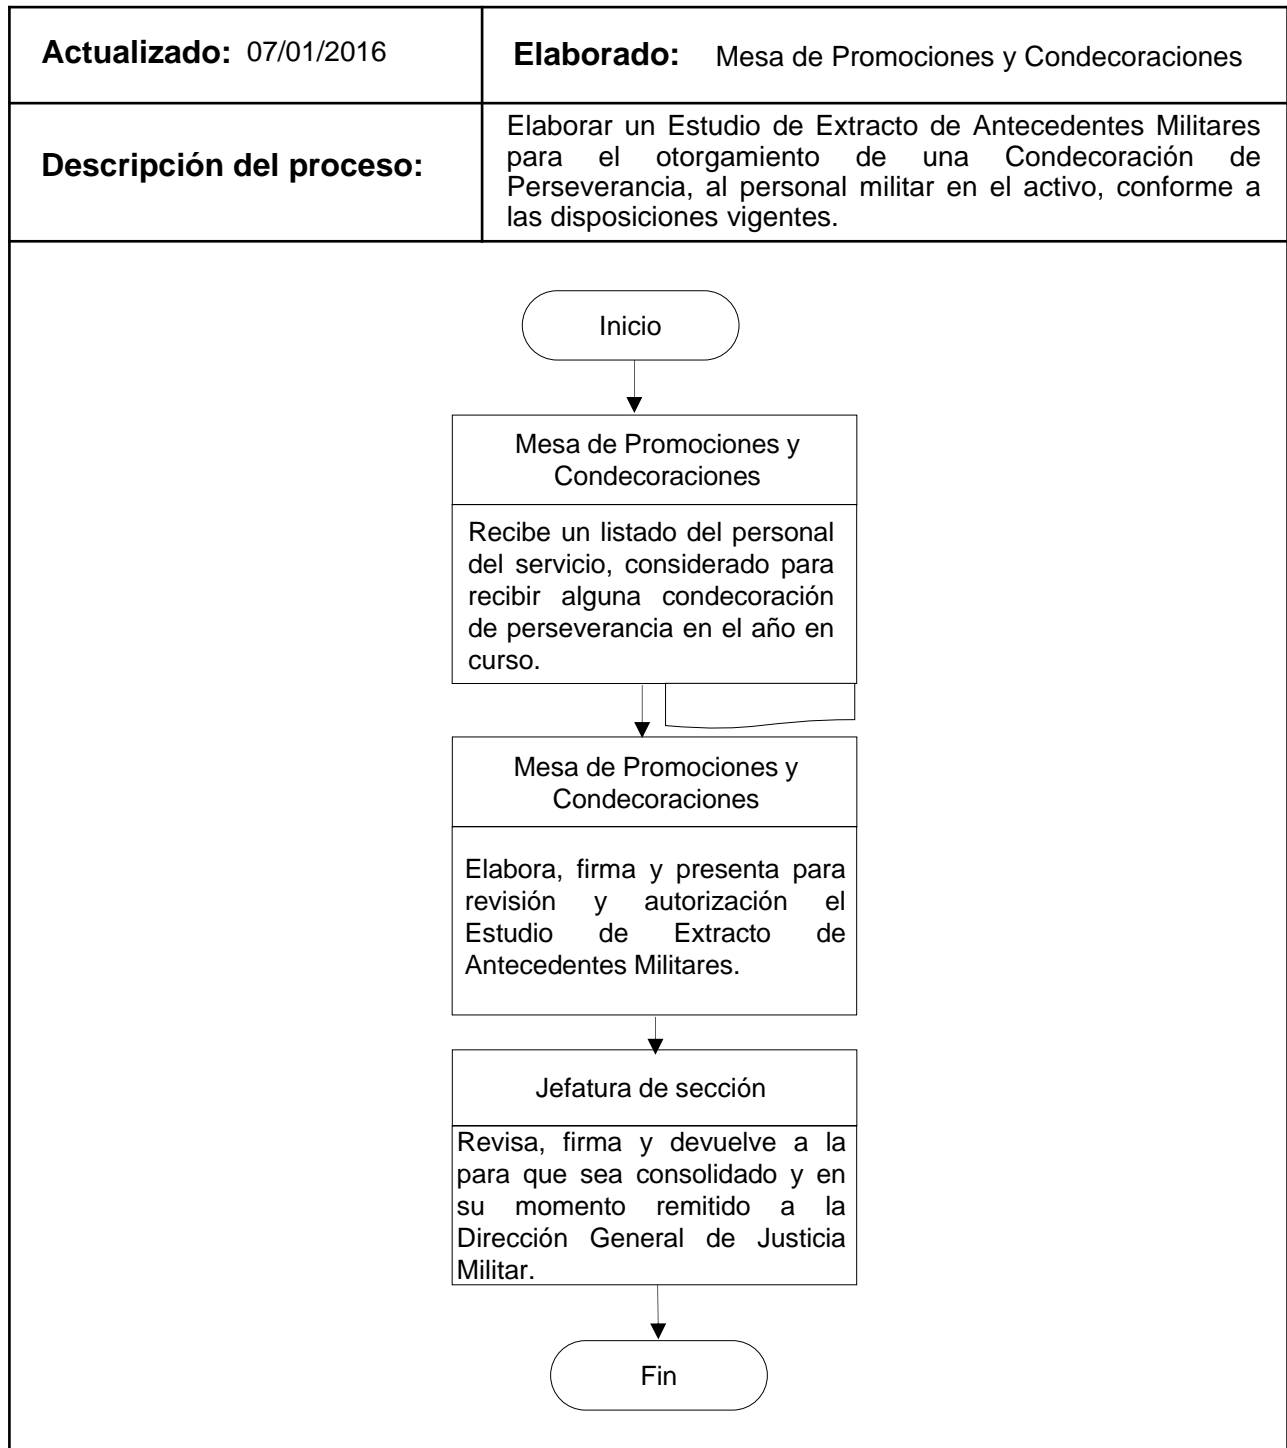 Actualizado: 07/01/2016
Elaborado: Mesa de Promociones y Condecoraciones
Descripción del proceso:
Elaborar un Estudio de Extracto de Antecedentes Militares
para el otorgamiento de una Condecoración de
Perseverancia, al personal militar en el activo, conforme a
las disposiciones vigentes.
Inicio
Mesa de Promociones y
Condecoraciones
Recibe un listado del personal
del servicio, considerado para
recibir alguna condecoración
de perseverancia en el año en
curso.
Mesa de Promociones y
Condecoraciones
Elabora, firma y presenta para
revisión y autorización el
Estudio de Extracto de
Antecedentes Militares.
Jefatura de sección
Revisa, firma y devuelve a la
para que sea consolidado y en
su momento remitido a la
Dirección General de Justicia
Militar.
Fin